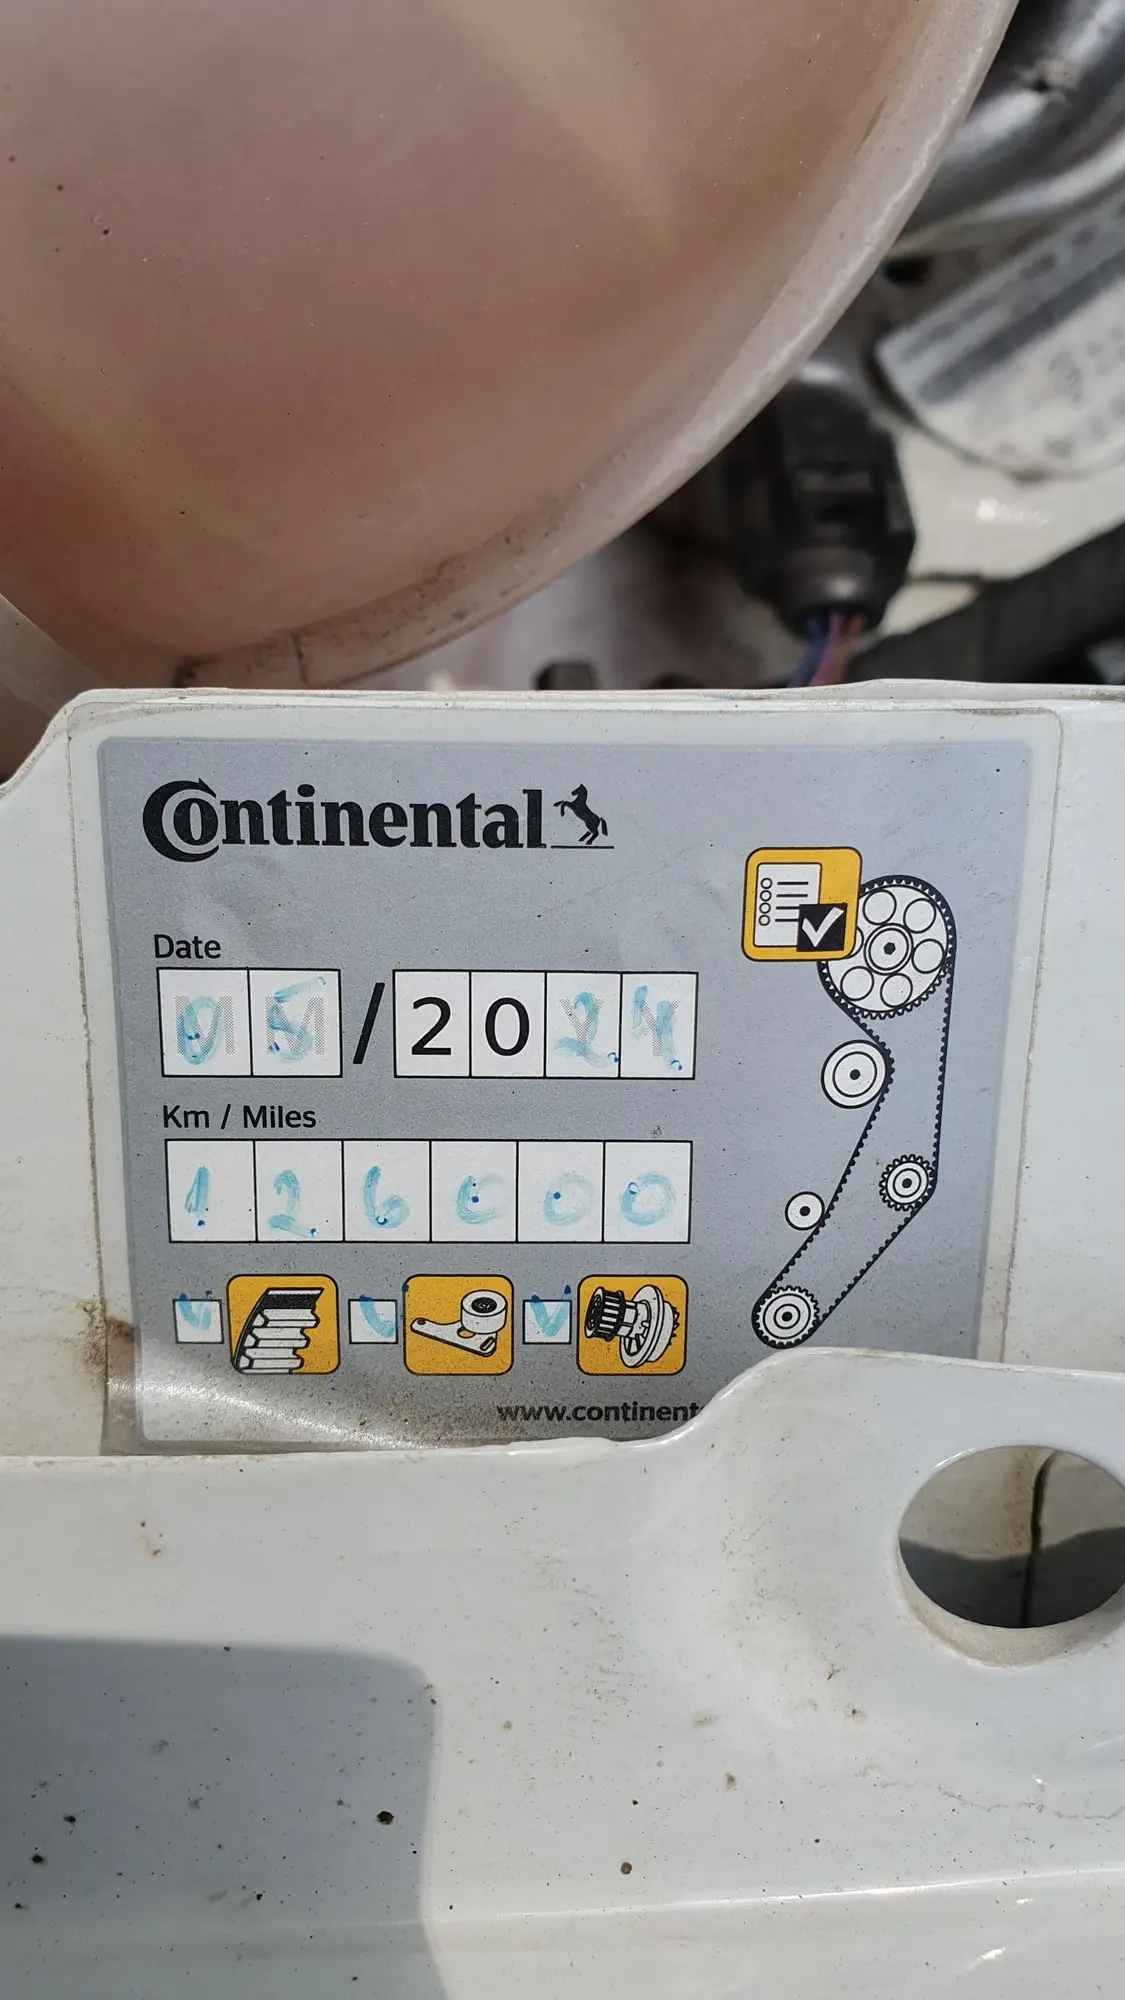 Continental
Date
05/2024
Km / Miles
126000
www.continent